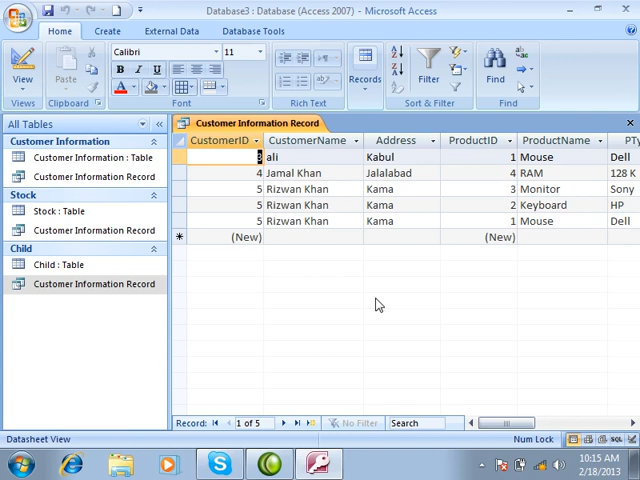 Database3 : Database (Access 2007) - Microsoft Access
Home Create External Data Database Tools
View
Views
Paste
Clipboard
Calibri 11
B I U
A
Font
Rich Text
Records
Filter
Sort & Filter
Find
Find
All Tables
Customer Information
Customer Information : Table
Customer Information Record
Stock
Stock : Table
Customer Information Record
Child
Child : Table
Customer Information Record
Customer Information Record
CustomerID CustomerName Address ProductID ProductName PTy
3 ali Kabul 1 Mouse Dell
4 Jamal Khan Jalalabad 4 RAM 128 K
5 Rizwan Khan Kama 3 Monitor Sony
5 Rizwan Khan Kama 2 Keyboard HP
5 Rizwan Khan Kama 1 Mouse Dell
* (New) (New)
Record: 1 of 5 No Filter Search
Datasheet View Num Lock SQL
10:15 AM
2/18/2013